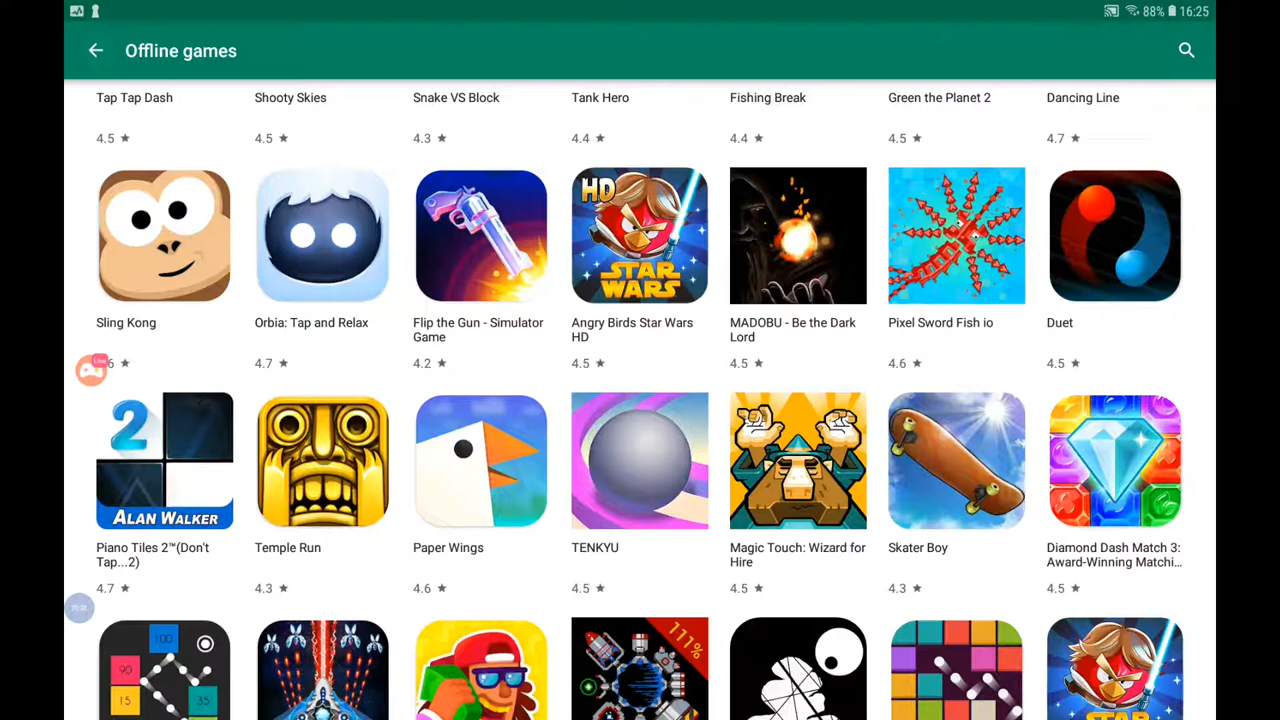 88% 16:25
Offline games
Tap Tap Dash
Shooty Skies
Snake VS Block
Tank Hero
Fishing Break
Green the Planet 2
Dancing Line
4.5 ★
4.5 ★
4.3 ★
4.4 ★
4.4 ★
4.5 ★
4.7 ★
HD
STAR
WARS
Sling Kong
Orbia: Tap and Relax
Flip the Gun - Simulator
Game
Angry Birds Star Wars
HD
MADOBU - Be the Dark
Lord
Pixel Sword Fish io
Duet
Live
6 ★
4.7 ★
4.2 ★
4.5 ★
4.5 ★
4.6 ★
4.5 ★
2
ALAN WALKER
Piano Tiles 2™(Don't
Tap...2)
Temple Run
Paper Wings
TENKYU
Magic Touch: Wizard for
Hire
Skater Boy
Diamond Dash Match 3:
Award-Winning Matchi...
4.7 ★
4.3 ★
4.6 ★
4.5 ★
4.5 ★
4.3 ★
4.5 ★
100
90
15
35
111%
STAR